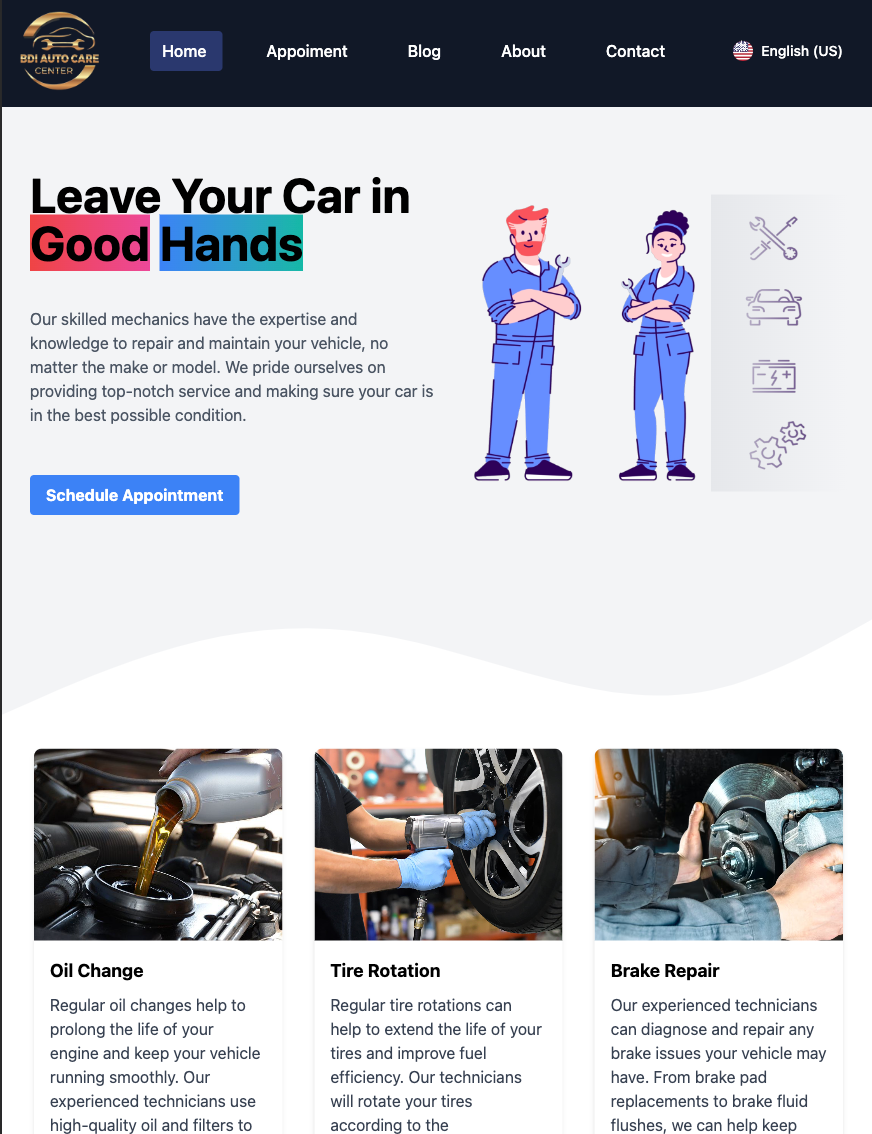 BDI AUTO CARE
CENTER
Home
Appoiment
Blog
About
Contact
English (US)
Leave Your Car in
Good Hands
Our skilled mechanics have the expertise and
knowledge to repair and maintain your vehicle, no
matter the make or model. We pride ourselves on
providing top-notch service and making sure your car is
in the best possible condition.
Schedule Appointment
Oil Change
Regular oil changes help to
prolong the life of your
engine and keep your vehicle
running smoothly. Our
experienced technicians use
high-quality oil and filters to
Tire Rotation
Regular tire rotations can
help to extend the life of your
tires and improve fuel
efficiency. Our technicians
will rotate your tires
according to the
Brake Repair
Our experienced technicians
can diagnose and repair any
brake issues your vehicle may
have. From brake pad
replacements to brake fluid
flushes, we can help keep